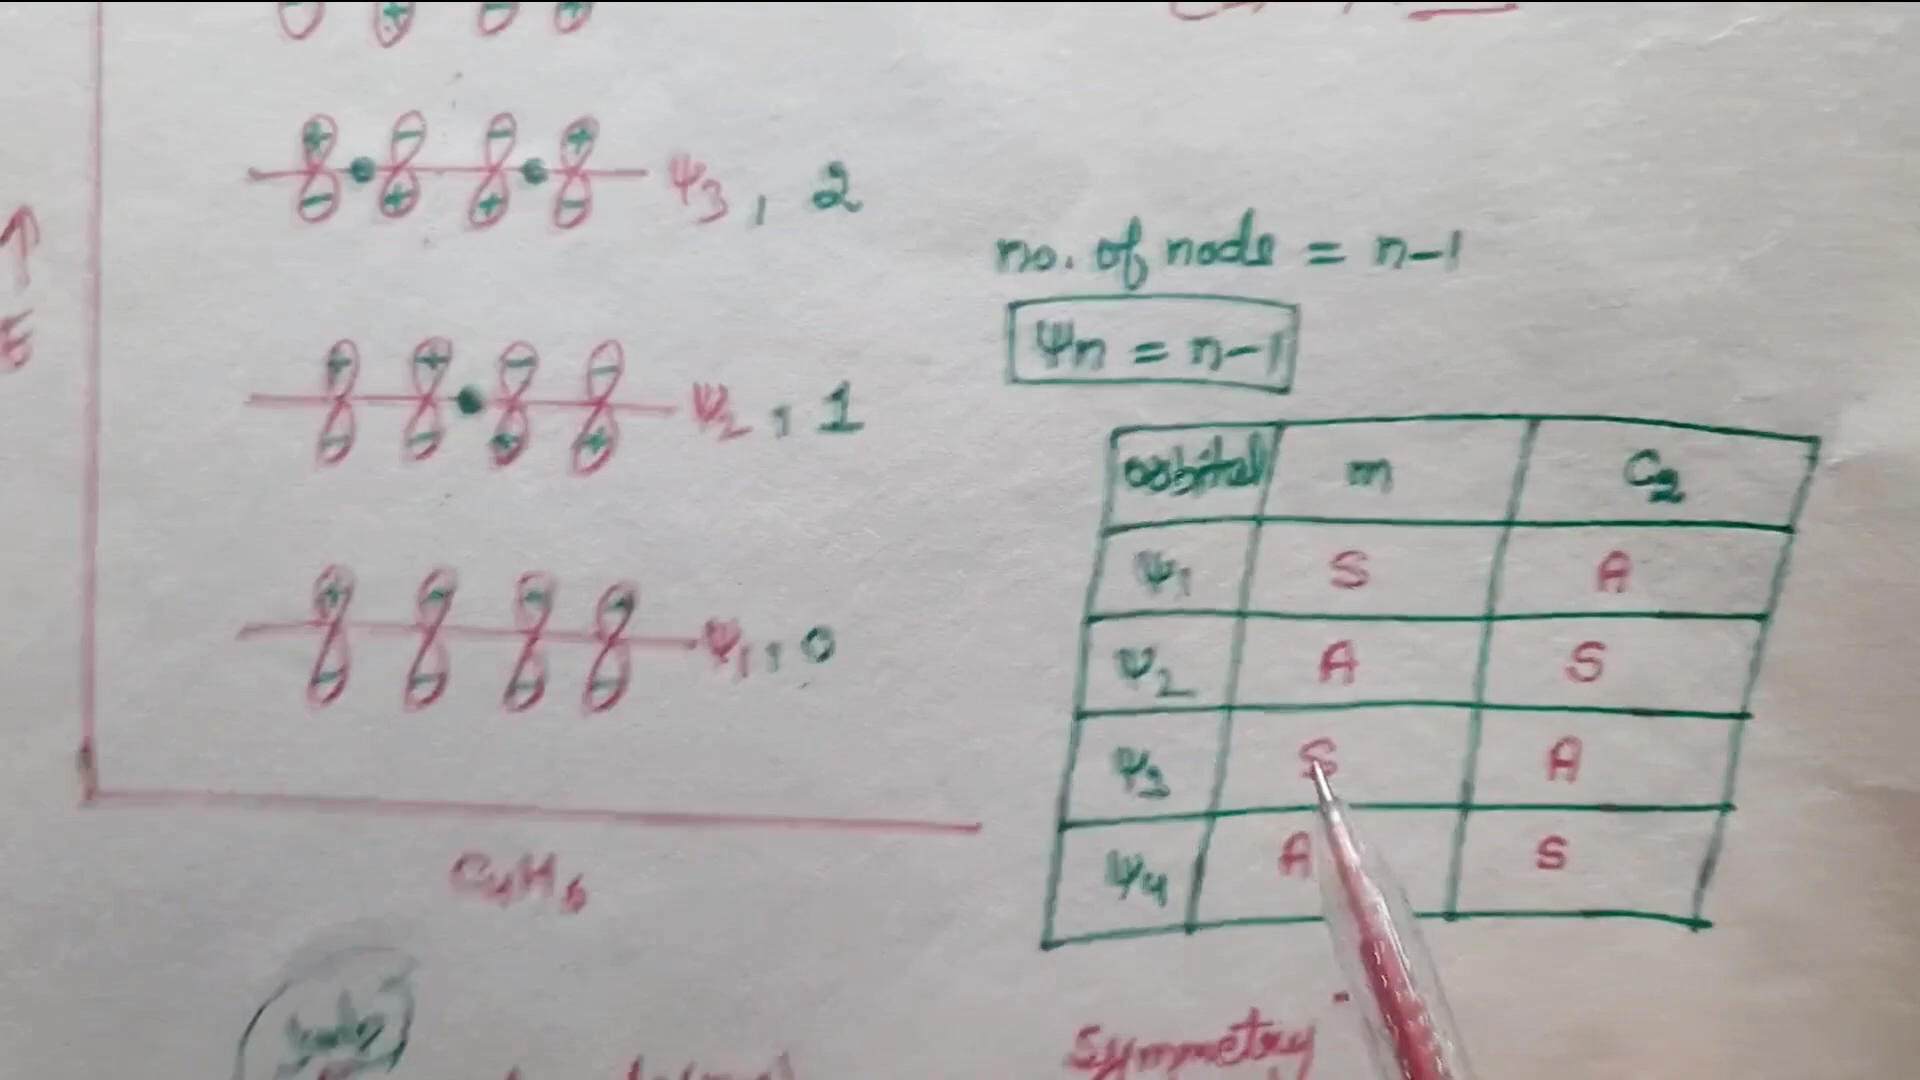 ψ3, 2
no. of node = n-1
ψn = n-1
ψ2, 1
orbital m C2
ψ1 S A
ψ2 A S
ψ1, 0
ψ3 S A
ψ4 A S
E →
C4H6
Symmetry